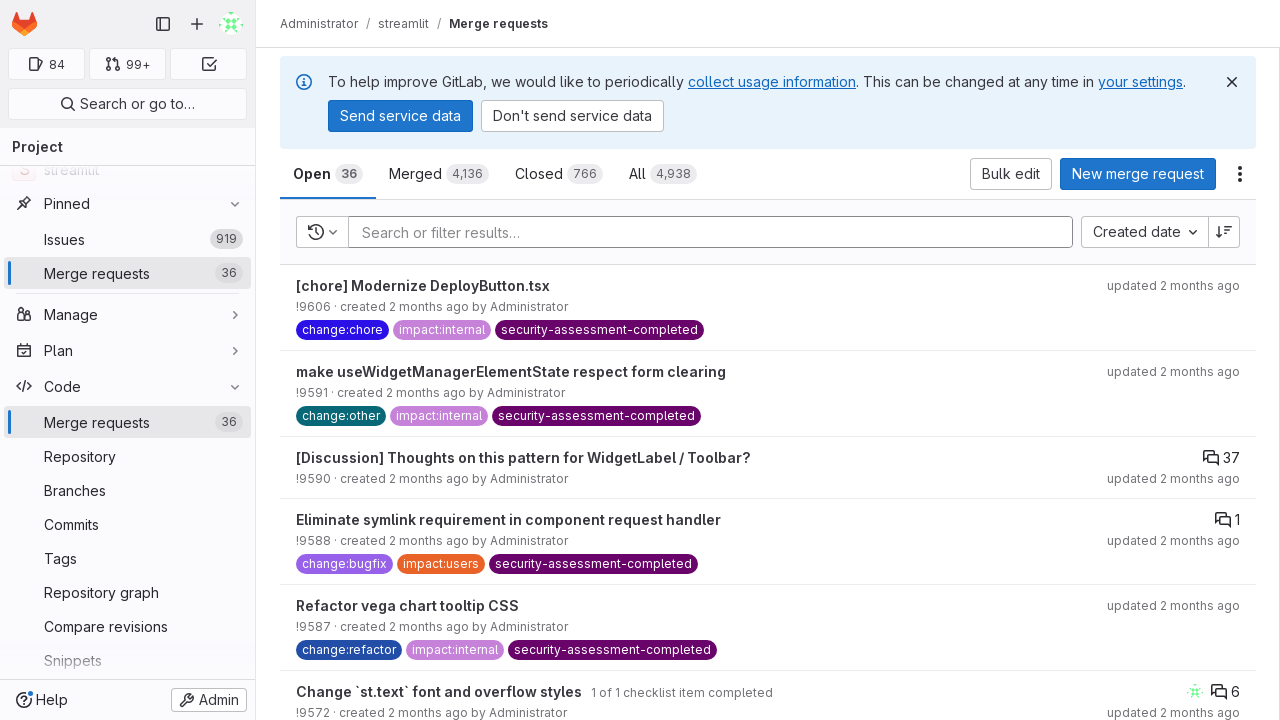 Administrator / streamlit / Merge requests
84
99+
Search or go to…
Project
streamlit
Pinned
Issues 919
Merge requests 36
Manage
Plan
Code
Merge requests 36
Repository
Branches
Commits
Tags
Repository graph
Compare revisions
Snippets
Help
Admin
To help improve GitLab, we would like to periodically collect usage information. This can be changed at any time in your settings.
Send service data Don't send service data
Open 36 Merged 4,136 Closed 766 All 4,938
Bulk edit New merge request
Search or filter results…
Created date
[chore] Modernize DeployButton.tsx
updated 2 months ago
!9606 · created 2 months ago by Administrator
change:chore impact:internal security-assessment-completed
make useWidgetManagerElementState respect form clearing
updated 2 months ago
!9591 · created 2 months ago by Administrator
change:other impact:internal security-assessment-completed
[Discussion] Thoughts on this pattern for WidgetLabel / Toolbar?
37
!9590 · created 2 months ago by Administrator
updated 2 months ago
Eliminate symlink requirement in component request handler
1
!9588 · created 2 months ago by Administrator
updated 2 months ago
change:bugfix impact:users security-assessment-completed
Refactor vega chart tooltip CSS
updated 2 months ago
!9587 · created 2 months ago by Administrator
change:refactor impact:internal security-assessment-completed
Change `st.text` font and overflow styles 1 of 1 checklist item completed
6
!9572 · created 2 months ago by Administrator
updated 2 months ago